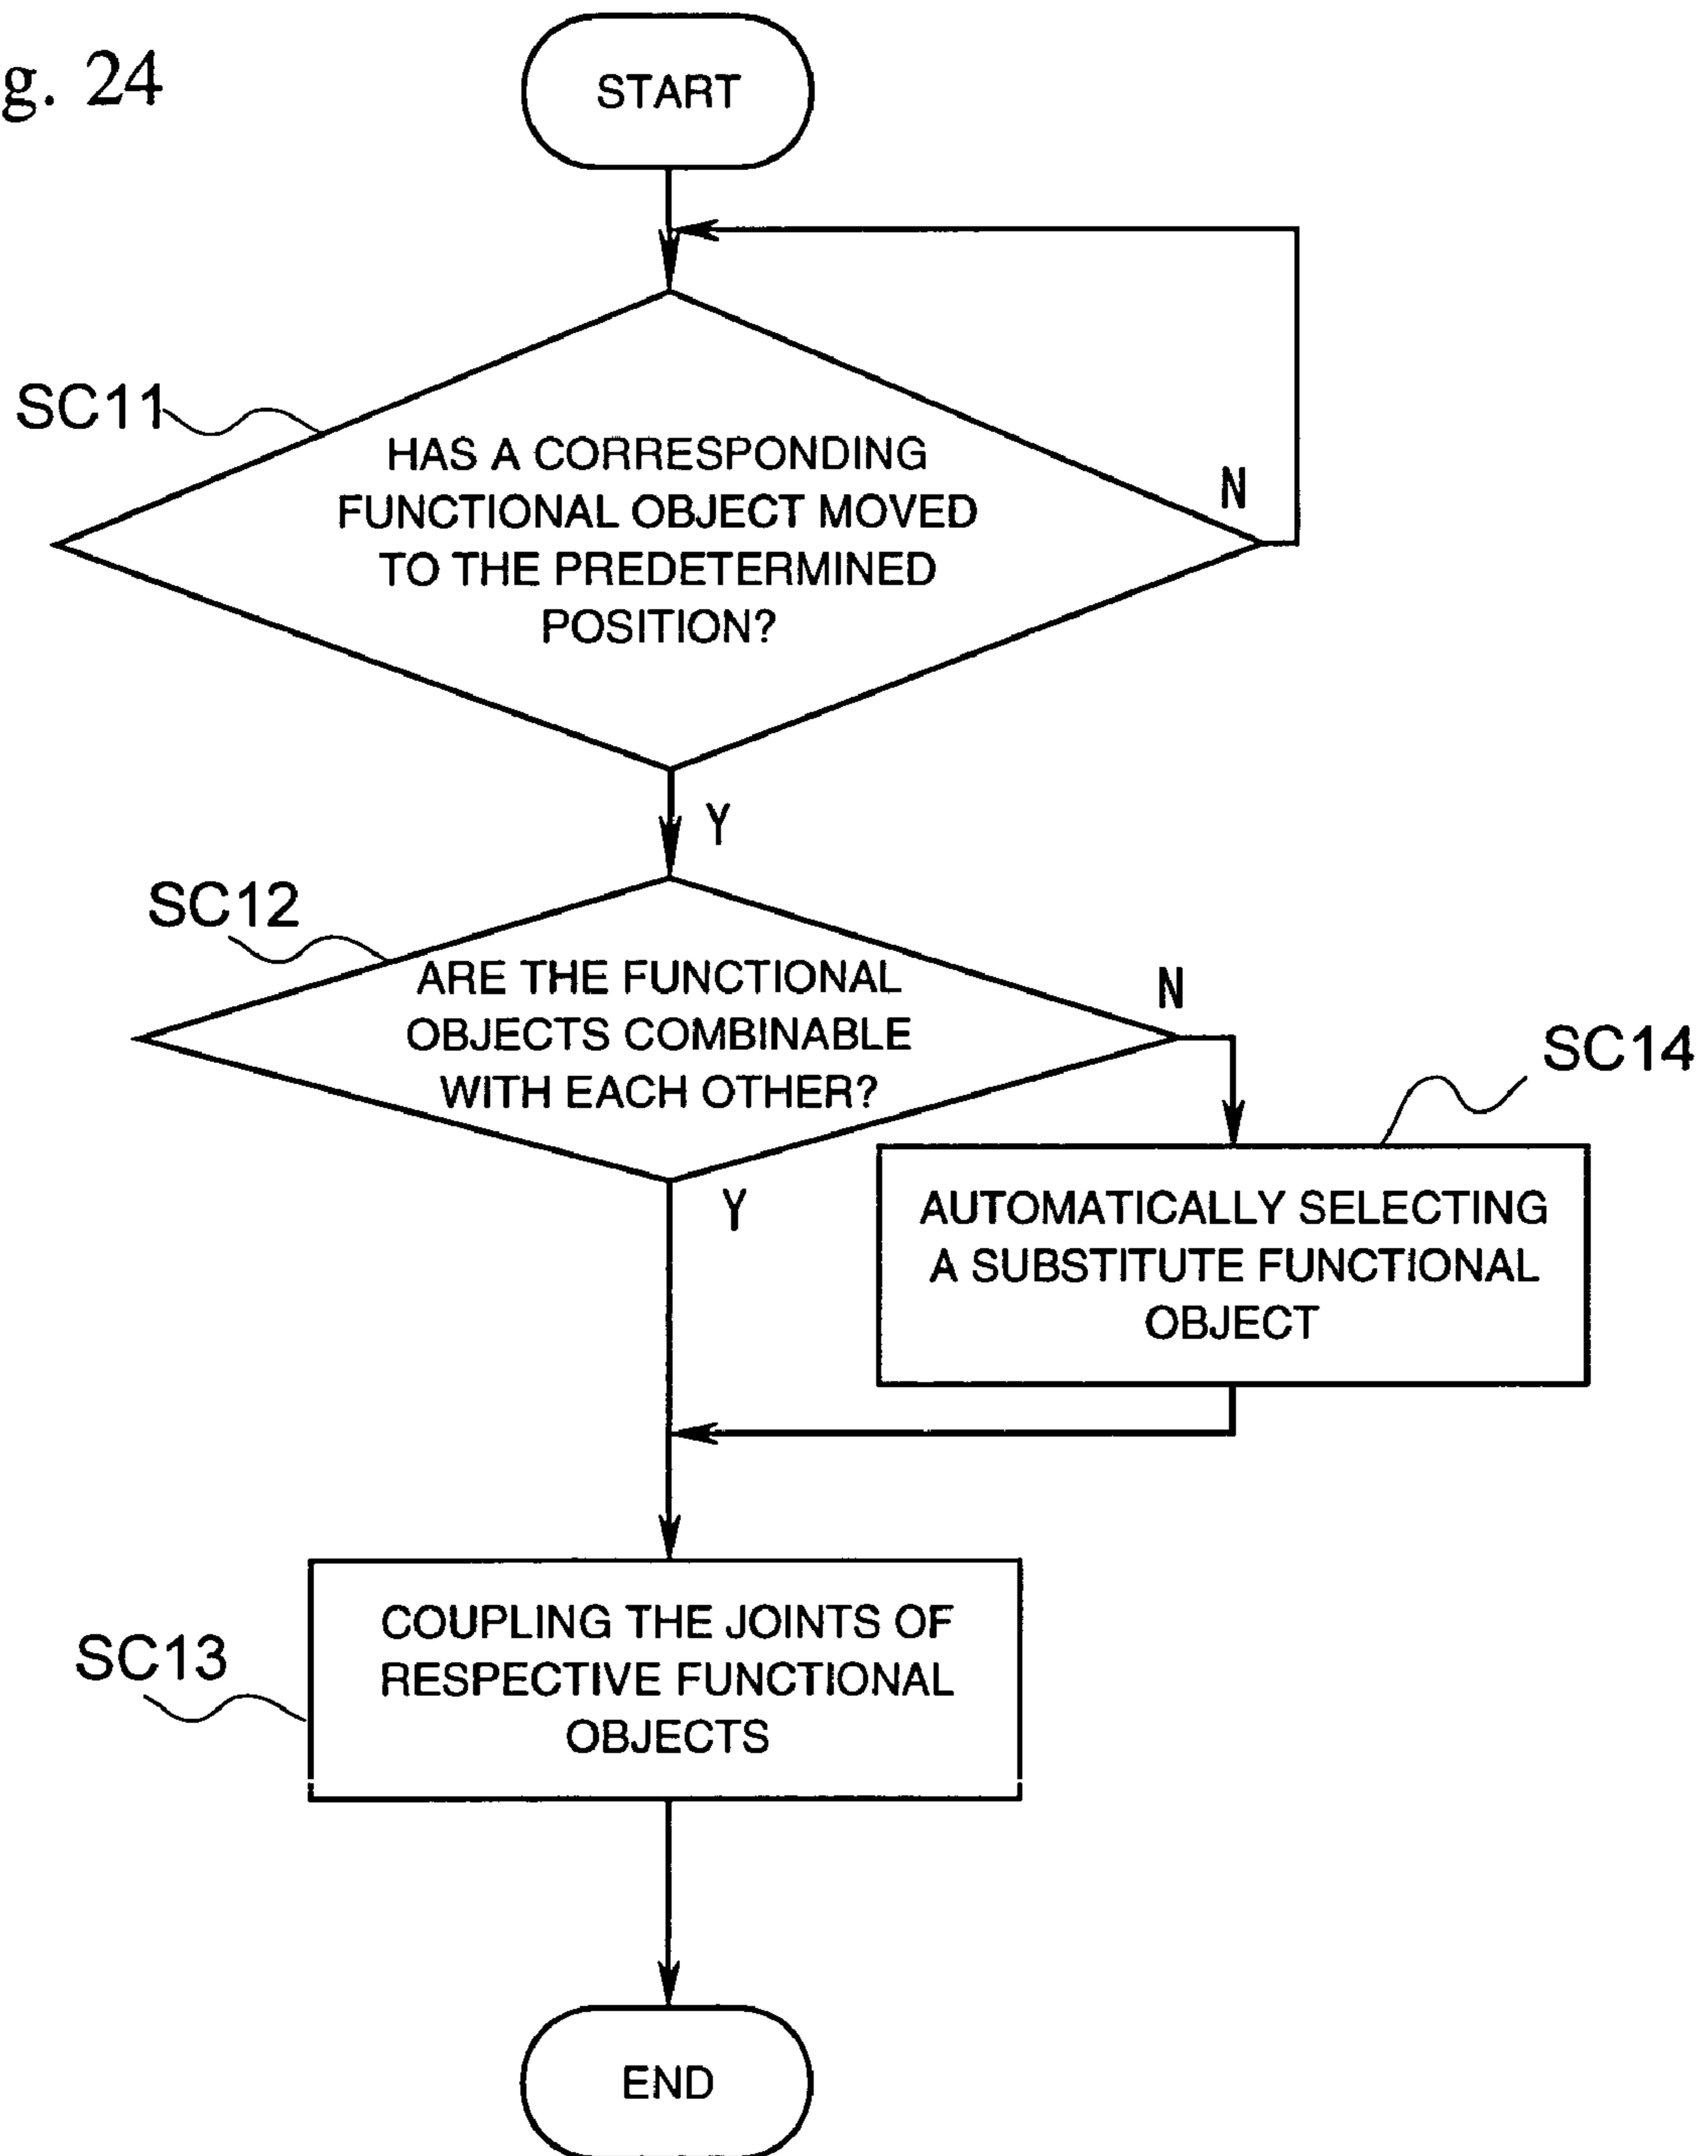 g. 24
START
SC11
HAS A CORRESPONDING
FUNCTIONAL OBJECT MOVED
TO THE PREDETERMINED
POSITION?
N
Y
SC12
ARE THE FUNCTIONAL
OBJECTS COMBINABLE
WITH EACH OTHER?
N
Y
SC14
AUTOMATICALLY SELECTING
A SUBSTITUTE FUNCTIONAL
OBJECT
SC13
COUPLING THE JOINTS OF
RESPECTIVE FUNCTIONAL
OBJECTS
END